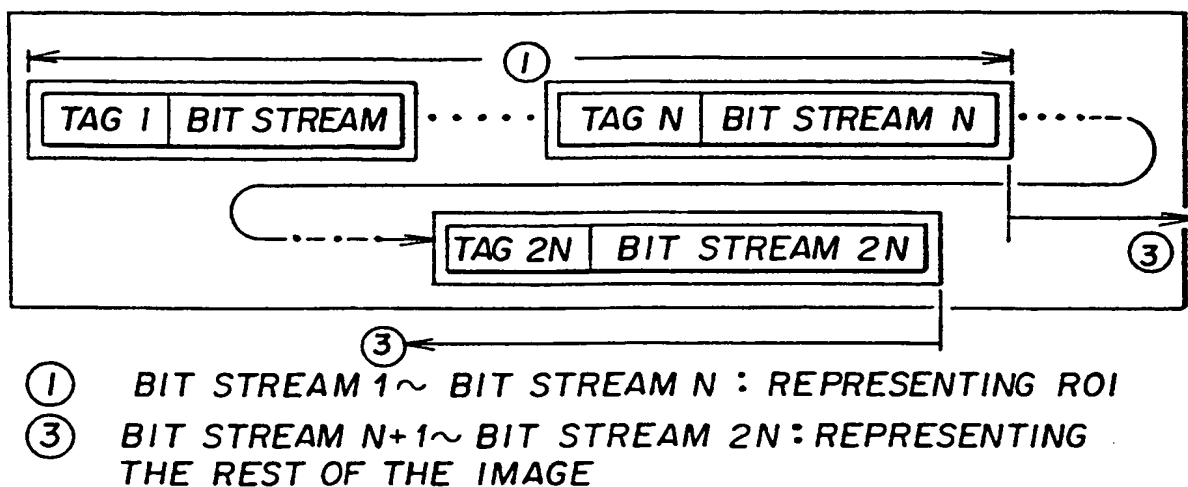 ①
TAG 1 BIT STREAM ····· TAG N BIT STREAM N
TAG 2N BIT STREAM 2N
③
③
① BIT STREAM 1~ BIT STREAM N : REPRESENTING ROI
③ BIT STREAM N+1~ BIT STREAM 2N : REPRESENTING
THE REST OF THE IMAGE